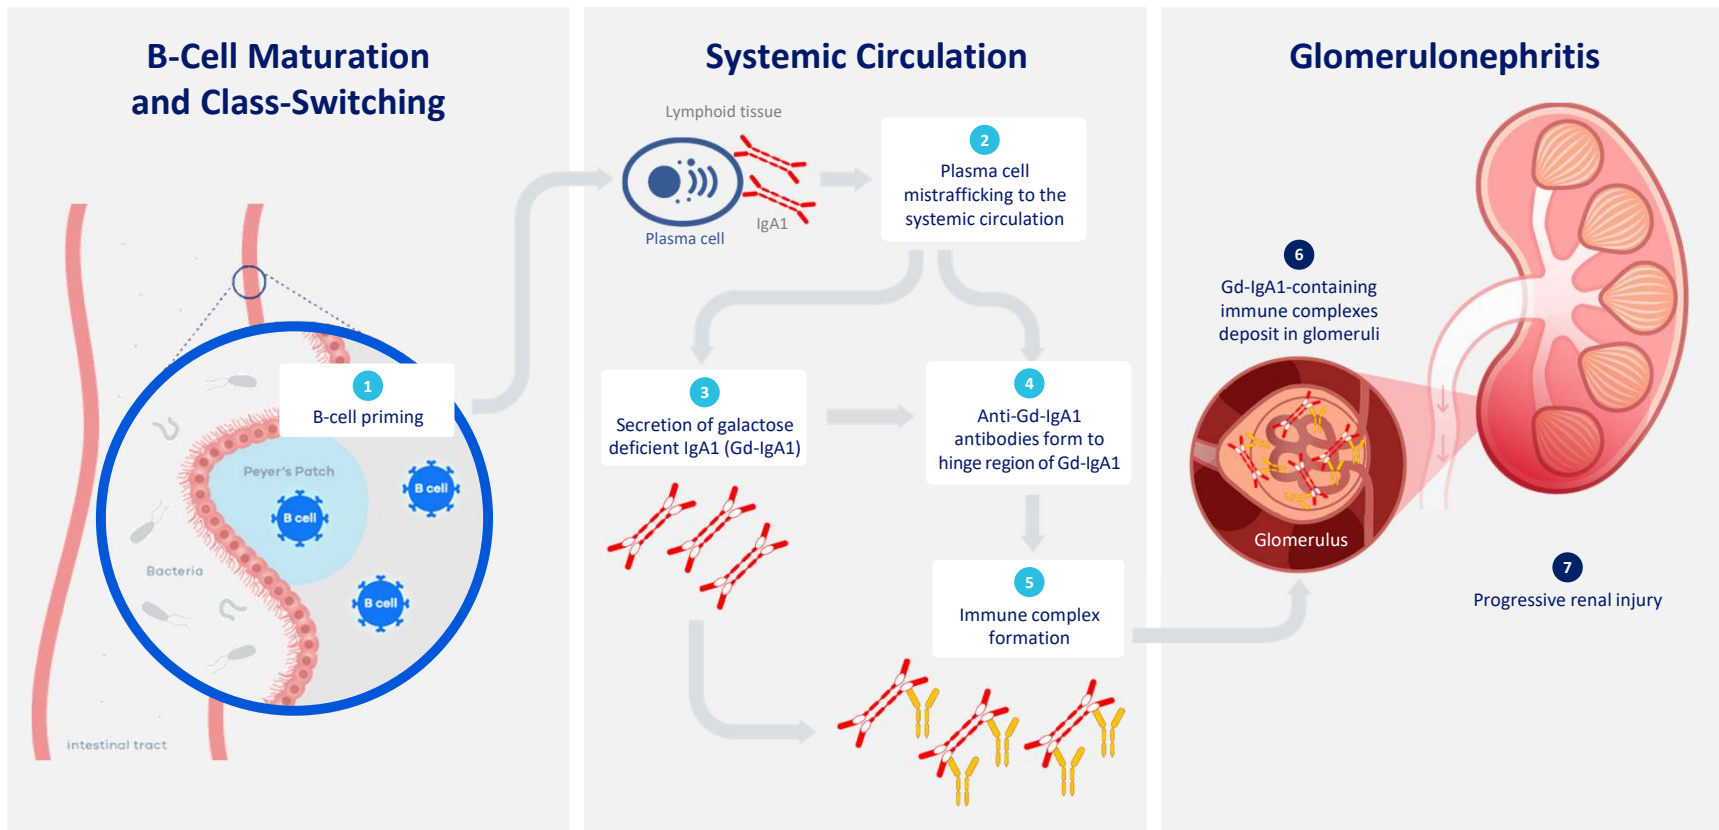 B-Cell Maturation
and Class-Switching
1
B-cell priming
Peyer's Patch
B cell
B cell
B cell
Bacteria
intestinal tract
Systemic Circulation
Lymphoid tissue
IgA1
Plasma cell
2
Plasma cell
mistrafficking to the
systemic circulation
3
Secretion of galactose
deficient IgA1 (Gd-IgA1)
4
Anti-Gd-IgA1
antibodies form to
hinge region of Gd-IgA1
5
Immune complex
formation
Glomerulonephritis
6
Gd-IgA1-containing
immune complexes
deposit in glomeruli
Glomerulus
7
Progressive renal injury